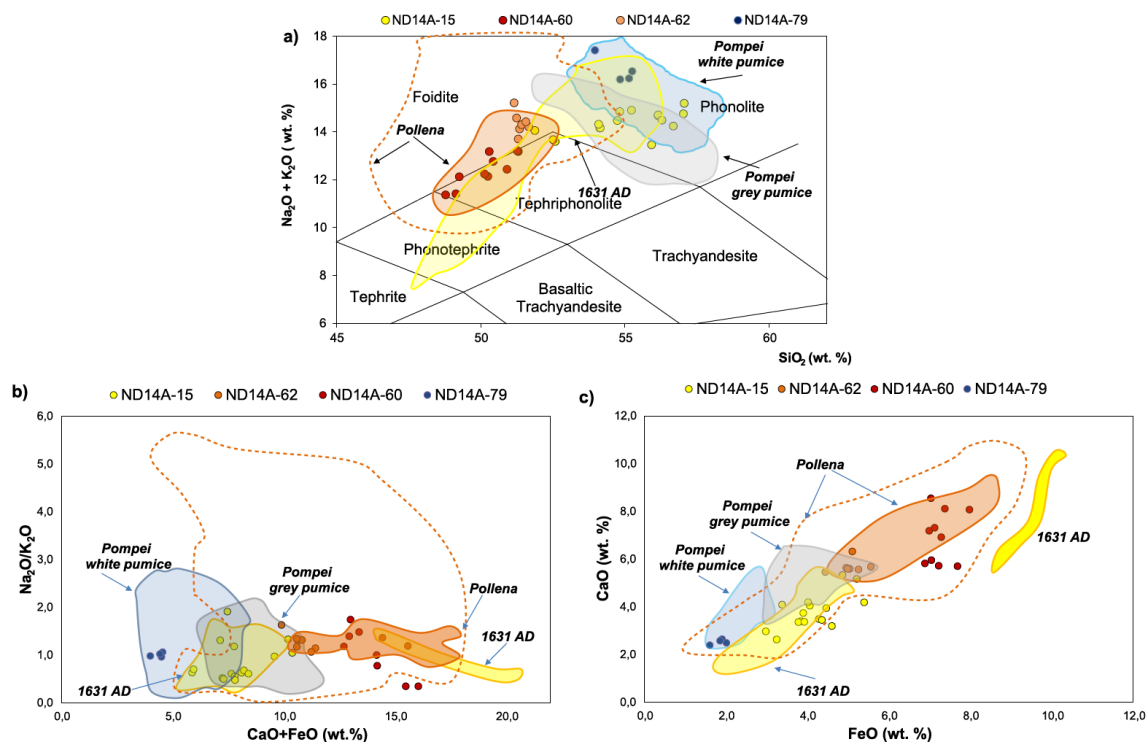 ND14A-15 ND14A-60 ND14A-62 ND14A-79
a)
18
16
14
12
10
8
6
Na₂O + K₂O ( wt. %)
Pompei
white pumice
Foidite
Phonolite
Pollena
Pompei
grey pumice
1631 AD
Tephriphonolite
Phonotephrite
Trachyandesite
Tephrite
Basaltic
Trachyandesite
45 50 55 60
SiO₂ (wt. %)
b)
ND14A-15 ND14A-62 ND14A-60 ND14A-79
6,0
5,0
4,0
3,0
2,0
1,0
0,0
Na₂O/K₂O
Pompei
white pumice
Pompei
grey pumice
Pollena
1631 AD
1631 AD
0,0 5,0 10,0 15,0 20,0
CaO+FeO (wt.%)
c)
ND14A-15 ND14A-62 ND14A-60 ND14A-79
12,0
10,0
8,0
6,0
4,0
2,0
0,0
CaO (wt. %)
Pollena
Pompei
grey pumice
Pompei
white pumice
1631 AD
1631 AD
0,0 2,0 4,0 6,0 8,0 10,0 12,0
FeO (wt. %)